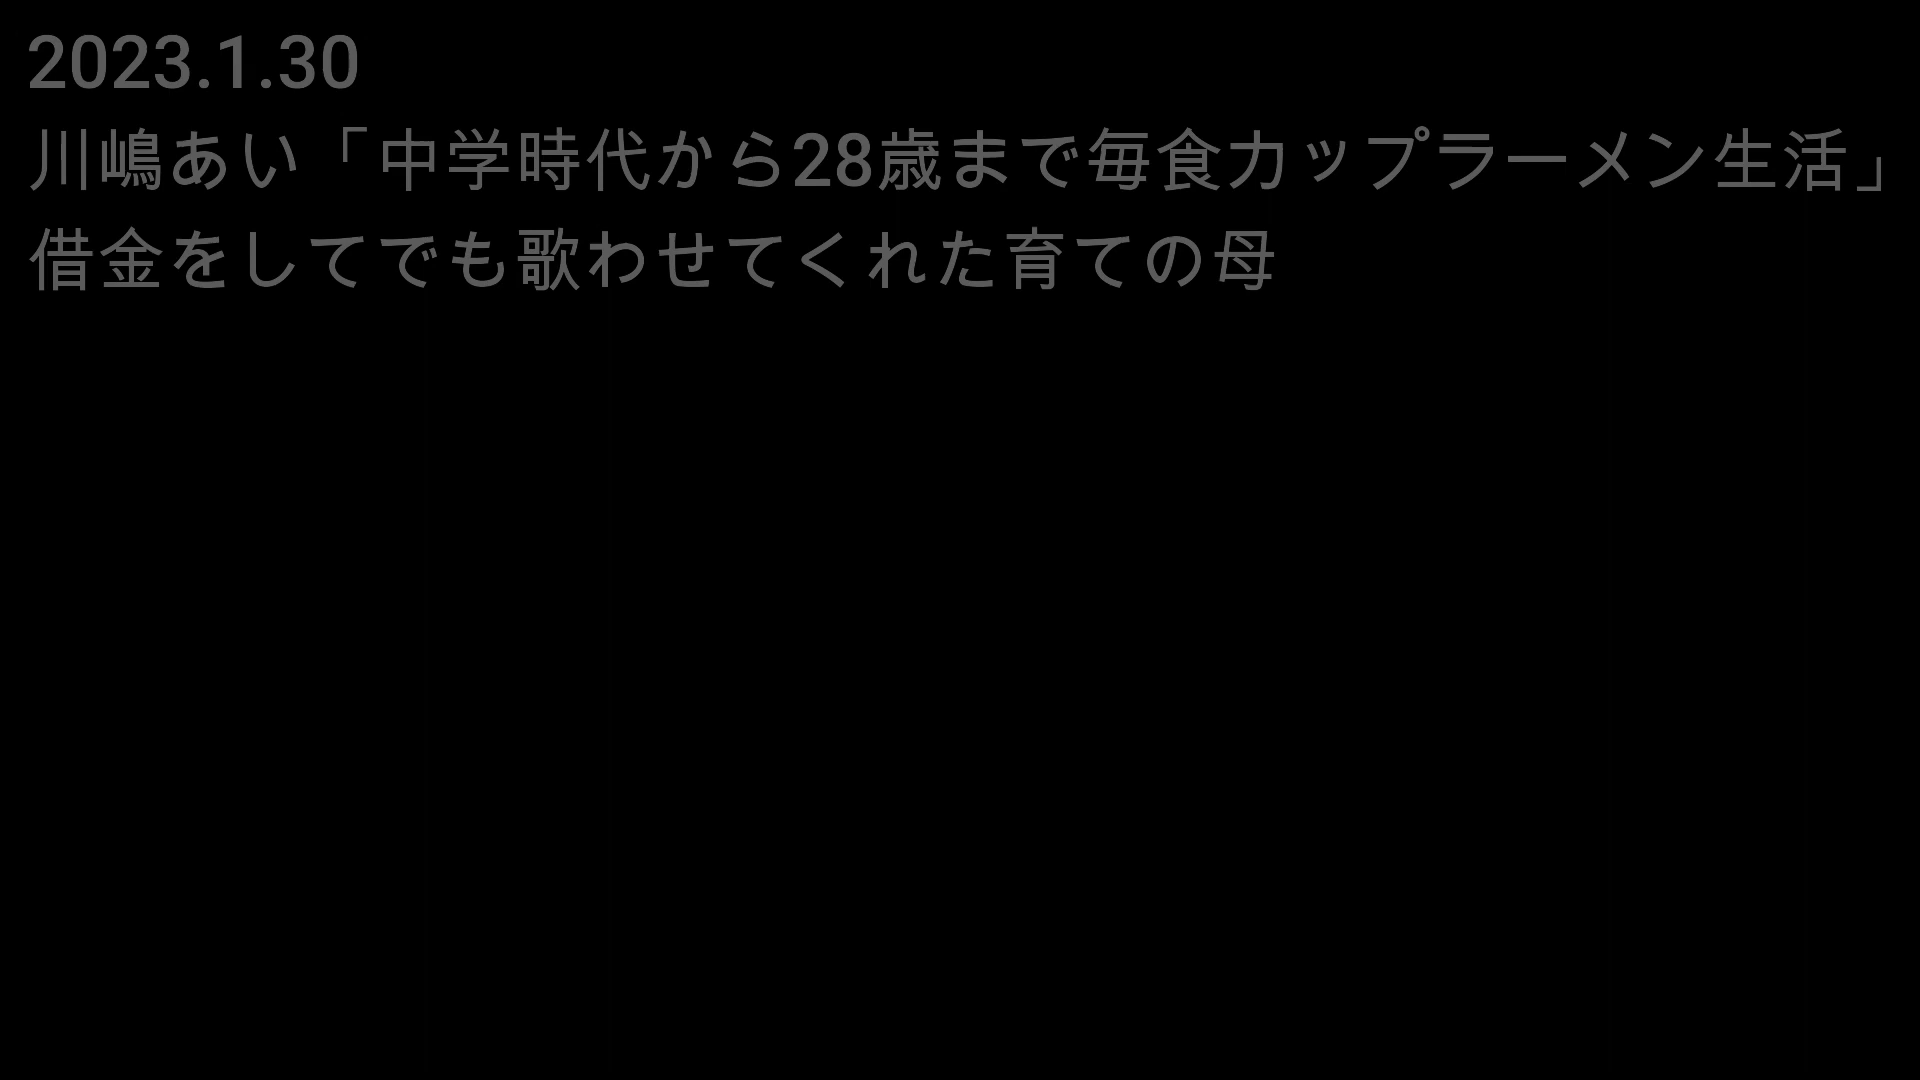 2023.1.30
川嶋あい「中学時代から28歳まで毎食カップラーメン生活」
借金をしてでも歌わせてくれた育ての母